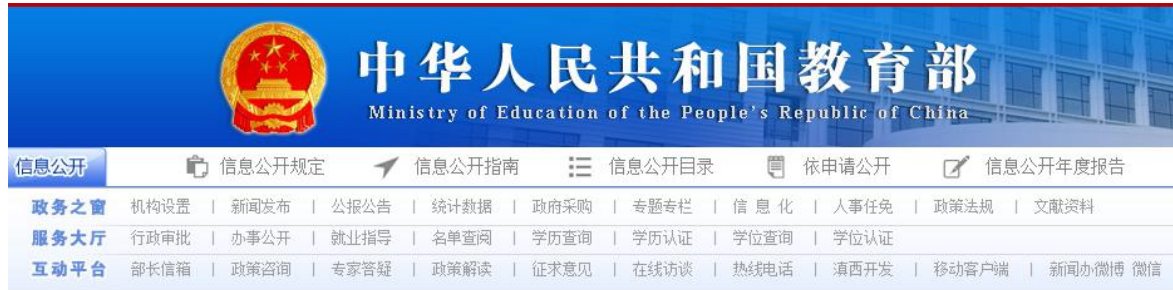 中华人民共和国教育部
Ministry of Education of the People's Republic of China
信息公开 信息公开规定 信息公开指南 信息公开目录 依申请公开 信息公开年度报告
政务之窗 机构设置 | 新闻发布 | 公报公告 | 统计数据 | 政府采购 | 专题专栏 | 信 息 化 | 人事任免 | 政策法规 | 文献资料
服务大厅 行政审批 | 办事公开 | 就业指导 | 名单查阅 | 学历查询 | 学历认证 | 学位查询 | 学位认证
互动平台 部长信箱 | 政策咨询 | 专家答疑 | 政策解读 | 征求意见 | 在线访谈 | 热线电话 | 滇西开发 | 移动客户端 | 新闻办微博 微信